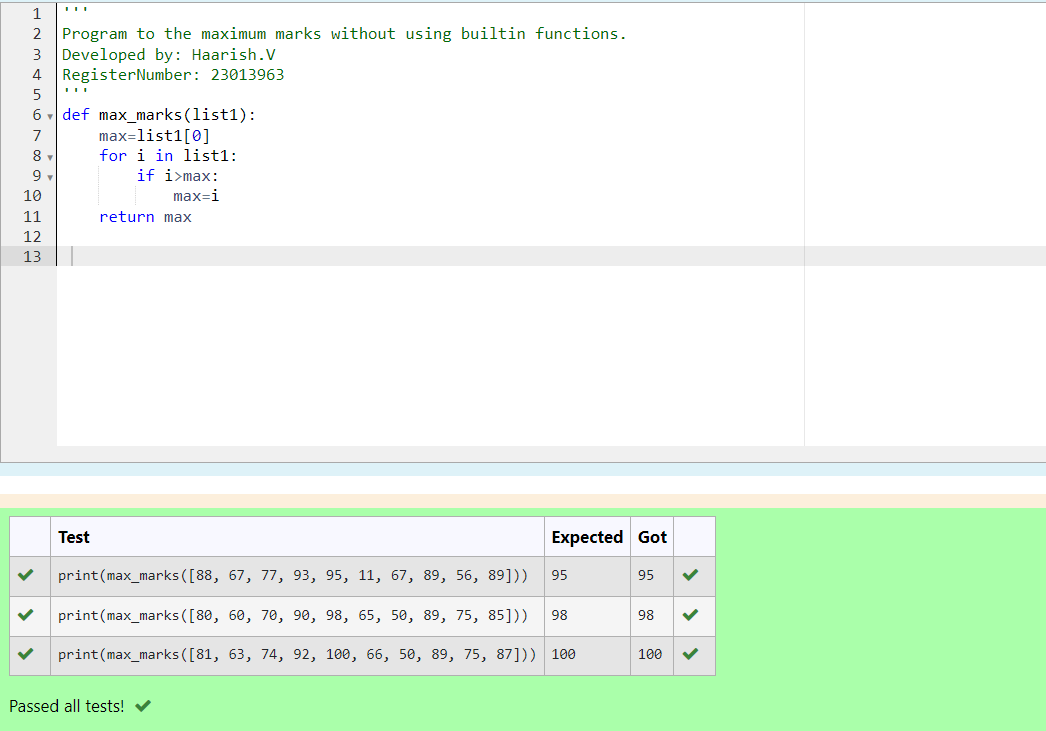 1 '''
2 Program to the maximum marks without using builtin functions.
3 Developed by: Haarish.V
4 RegisterNumber: 23013963
5 '''
6 def max_marks(list1):
7     max=list1[0]
8     for i in list1:
9         if i>max:
10             max=i
11     return max
12
13
Test Expected Got
print(max_marks([88, 67, 77, 93, 95, 11, 67, 89, 56, 89])) 95 95
print(max_marks([80, 60, 70, 90, 98, 65, 50, 89, 75, 85])) 98 98
print(max_marks([81, 63, 74, 92, 100, 66, 50, 89, 75, 87])) 100 100
Passed all tests!